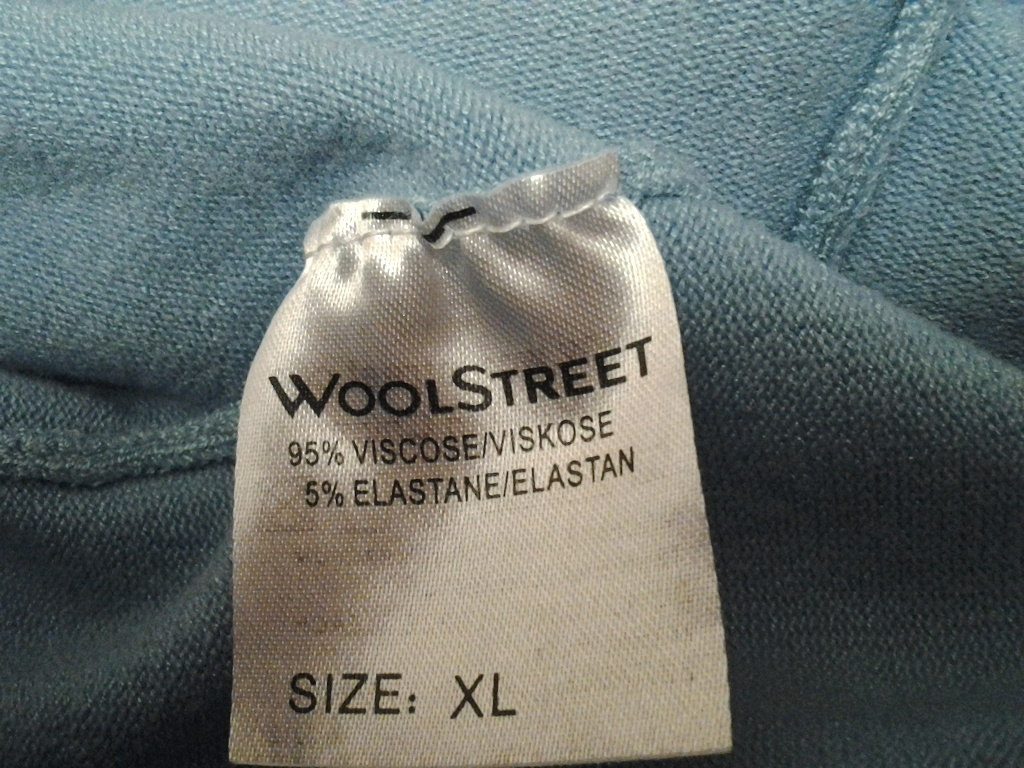 WOOLSTREET
95% VISCOSE/VISKOSE
5% ELASTANE/ELASTAN
SIZE: XL